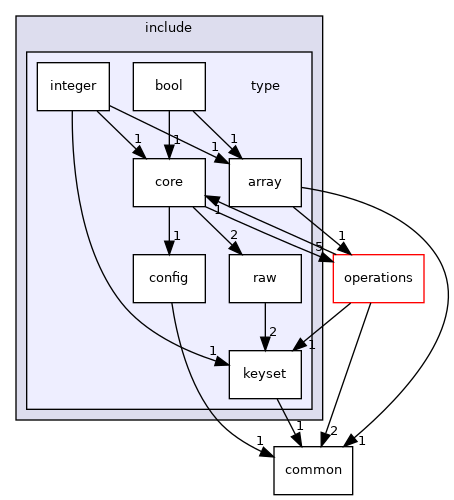 include
integer
bool
type
1
1
1
1
core
array
1
1
2
1
5
config
raw
operations
2
1
1
keyset
1
2
1
1
common